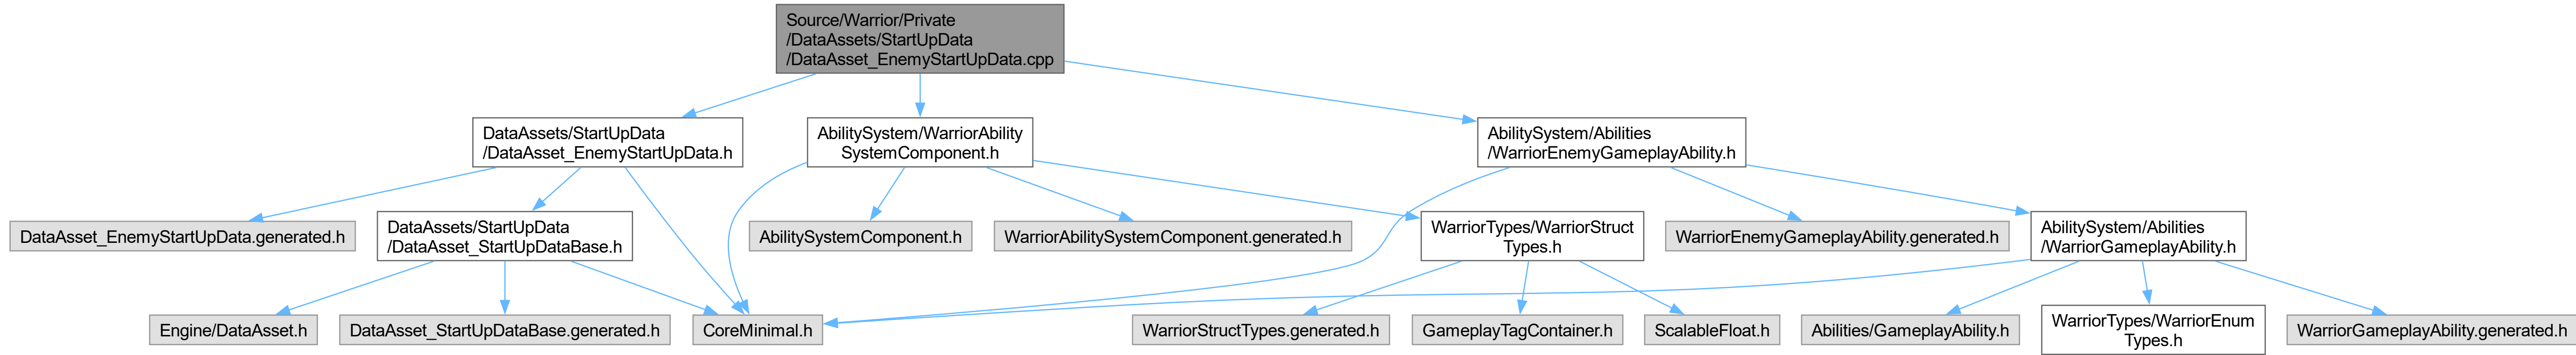 Source/Warrior/Private
/DataAssets/StartUpData
/DataAsset_EnemyStartUpData.cpp
DataAssets/StartUpData
/DataAsset_EnemyStartUpData.h
AbilitySystem/WarriorAbility
SystemComponent.h
AbilitySystem/Abilities
/WarriorEnemyGameplayAbility.h
DataAsset_EnemyStartUpData.generated.h
DataAssets/StartUpData
/DataAsset_StartUpDataBase.h
AbilitySystemComponent.h
WarriorAbilitySystemComponent.generated.h
WarriorTypes/WarriorStruct
Types.h
WarriorEnemyGameplayAbility.generated.h
AbilitySystem/Abilities
/WarriorGameplayAbility.h
Engine/DataAsset.h
DataAsset_StartUpDataBase.generated.h
CoreMinimal.h
WarriorStructTypes.generated.h
GameplayTagContainer.h
ScalableFloat.h
Abilities/GameplayAbility.h
WarriorTypes/WarriorEnum
Types.h
WarriorGameplayAbility.generated.h